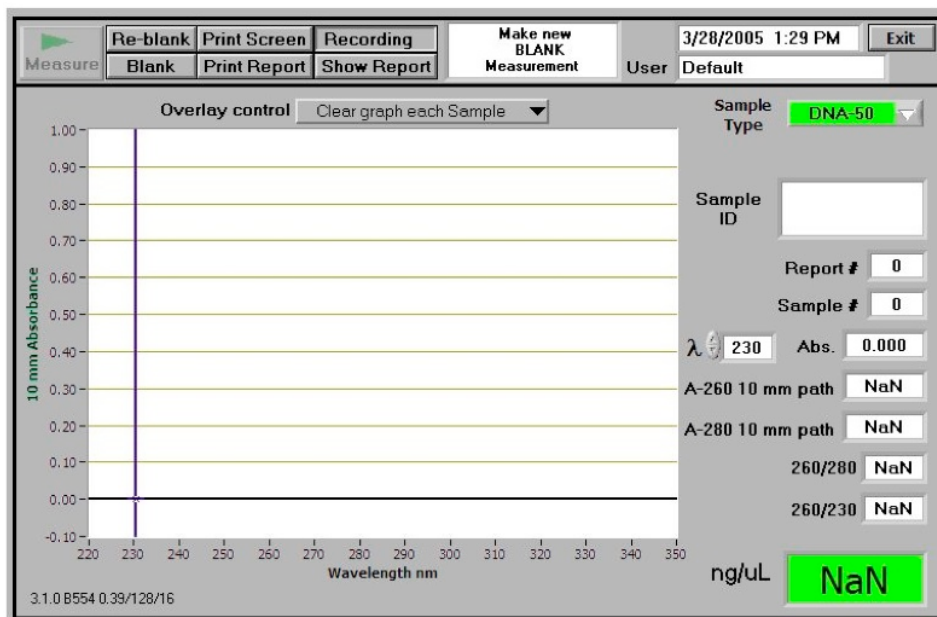 Measure
Re-blank Print Screen Recording
Blank Print Report Show Report
Make new
BLANK
Measurement
3/28/2005 1:29 PM Exit
User Default
Overlay control Clear graph each Sample
Sample
Type
DNA-50
Sample
ID
Report # 0
Sample # 0
λ 230 Abs. 0.000
A-260 10 mm path NaN
A-280 10 mm path NaN
260/280 NaN
260/230 NaN
ng/uL NaN
10 mm Absorbance
1.00
0.90
0.80
0.70
0.60
0.50
0.40
0.30
0.20
0.10
0.00
-0.10
220 230 240 250 260 270 280 290 300 310 320 330 340 350
Wavelength nm
3.1.0 B554 0.39/128/16